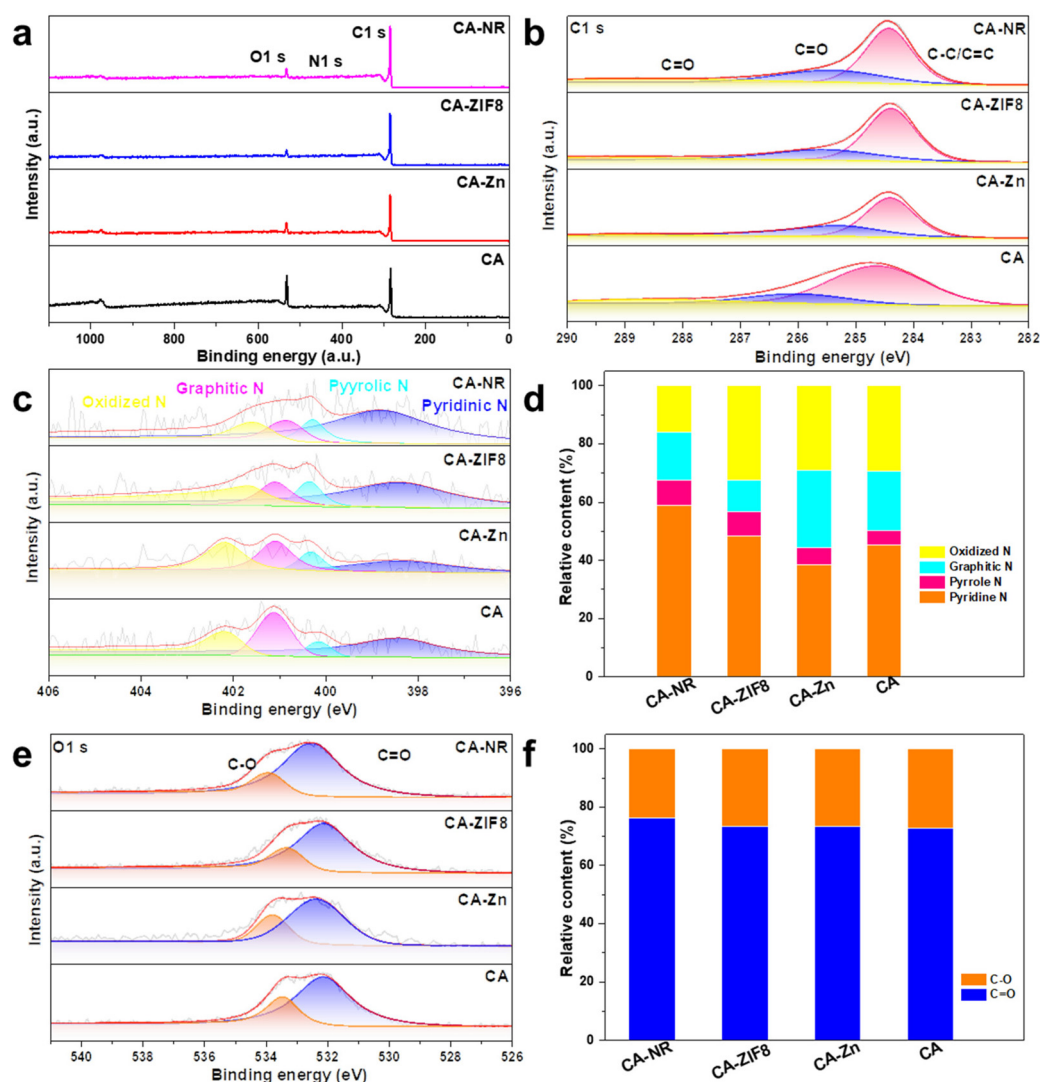 a
CA-NR
C1 s
O1 s
N1 s
CA-ZIF8
CA-Zn
CA
Intensity (a.u.)
1000 800 600 400 200 0
Binding energy (a.u.)
b
C1 s
CA-NR
C=O
C=O
C-C/C=C
CA-ZIF8
CA-Zn
CA
Intensity (a.u.)
290 289 288 287 286 285 284 283 282
Binding energy (eV)
c
Oxidized N
Graphitic N
Pyyrolic N
CA-NR
Pyridinic N
CA-ZIF8
CA-Zn
CA
Intensity (a.u.)
406 404 402 400 398 396
Binding energy (eV)
d
100
80
60
40
20
0
Relative content (%)
Oxidized N
Graphitic N
Pyrrole N
Pyridine N
CA-NR CA-ZIF8 CA-Zn CA
e
O1 s
C-O
C=O
CA-NR
CA-ZIF8
CA-Zn
CA
Intensity (a.u.)
540 538 536 534 532 530 528 526
Binding energy (eV)
f
100
80
60
40
20
0
Relative content (%)
C-O
C=O
CA-NR CA-ZIF8 CA-Zn CA